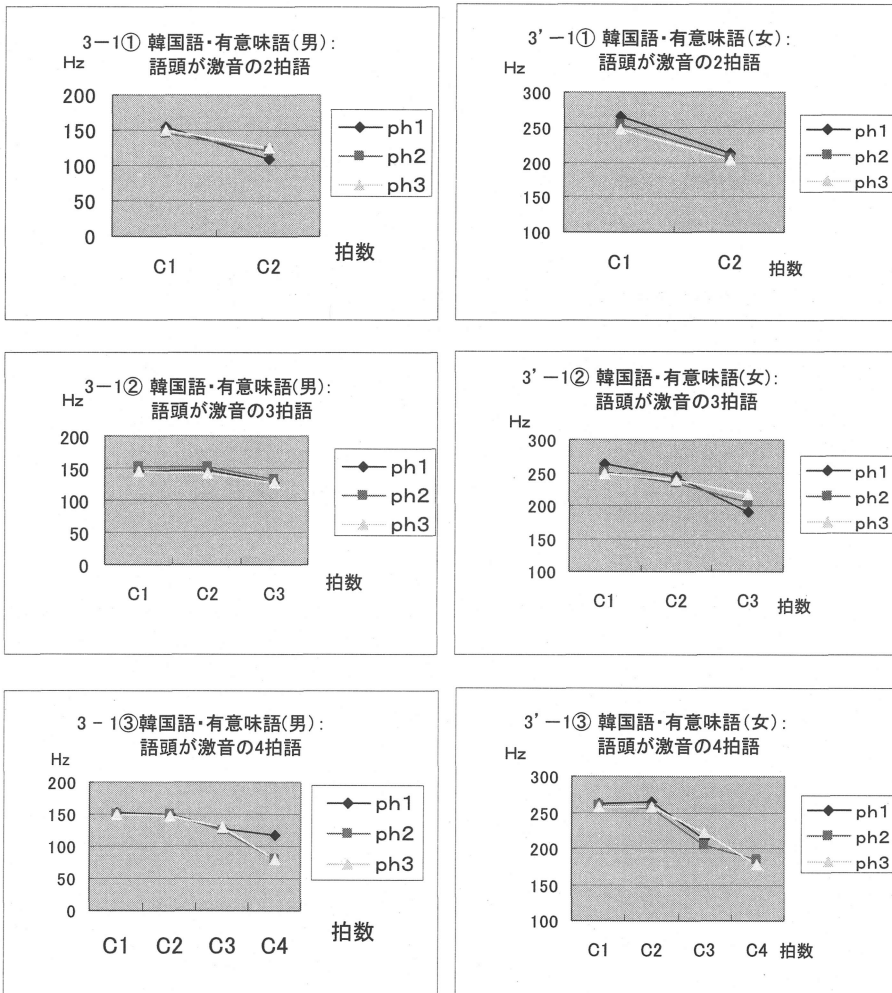 3－1① 韓国語・有意味語(男)：
語頭が激音の2拍語
Hz
200
150
100
50
0
C1 C2
拍数
ph1
ph2
ph3
3’－1① 韓国語・有意味語(女)：
語頭が激音の2拍語
Hz
300
250
200
150
100
C1 C2
拍数
ph1
ph2
ph3
3－1② 韓国語・有意味語(男)：
語頭が激音の3拍語
Hz
200
150
100
50
0
C1 C2 C3
拍数
ph1
ph2
ph3
3’－1② 韓国語・有意味語(女)：
語頭が激音の3拍語
Hz
300
250
200
150
100
C1 C2 C3
拍数
ph1
ph2
ph3
3－1③韓国語・有意味語(男)：
語頭が激音の4拍語
Hz
200
150
100
50
0
C1 C2 C3 C4
拍数
ph1
ph2
ph3
3’－1③ 韓国語・有意味語(女)：
語頭が激音の4拍語
Hz
300
250
200
150
100
C1 C2 C3 C4 拍数
ph1
ph2
ph3